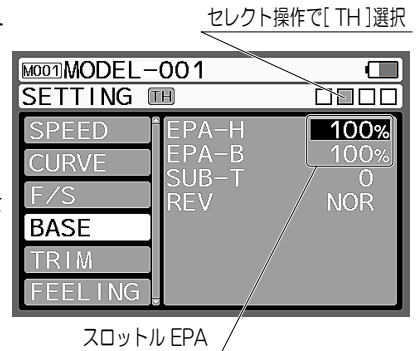 セレクト操作で[ TH ]選択
M001 MODEL-001
SETTING TH
SPEED
CURVE
F/S
BASE
TRIM
FEELING
EPA-H 100%
EPA-B 100%
SUB-T 0
REV NOR
スロットル EPA